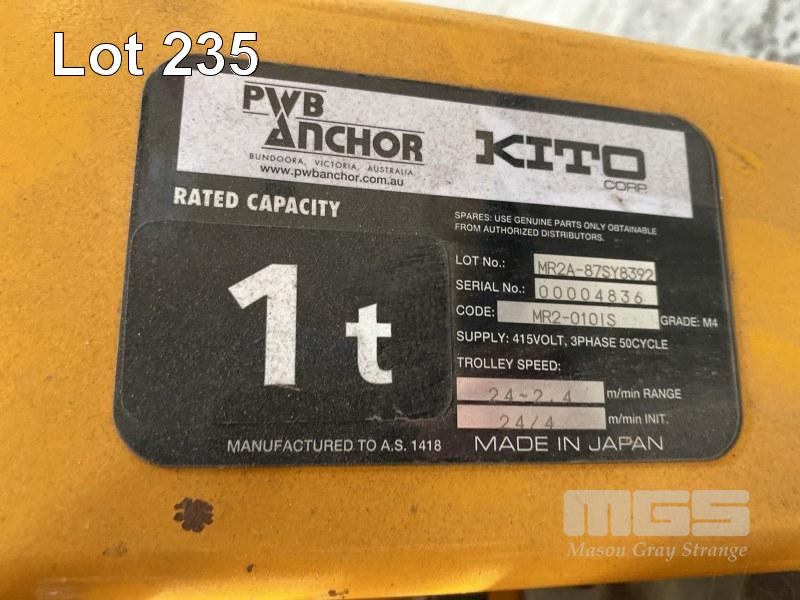 Lot 235
PWB
ANCHOR
BUNDOORA, VICTORIA, AUSTRALIA
www.pwbanchor.com.au
KITO
CORP
RATED CAPACITY
1 t
SPARES: USE GENUINE PARTS ONLY OBTAINABLE
FROM AUTHORIZED DISTRIBUTORS.
LOT No.: MR2A-87SY8392
SERIAL No.: 00004836
CODE: MR2-010IS GRADE: M4
SUPPLY: 415VOLT, 3PHASE 50CYCLE
TROLLEY SPEED:
24~2.4 m/min RANGE
24/4 m/min INIT.
MANUFACTURED TO A.S. 1418
MADE IN JAPAN
MGS
Mason Gray Strange